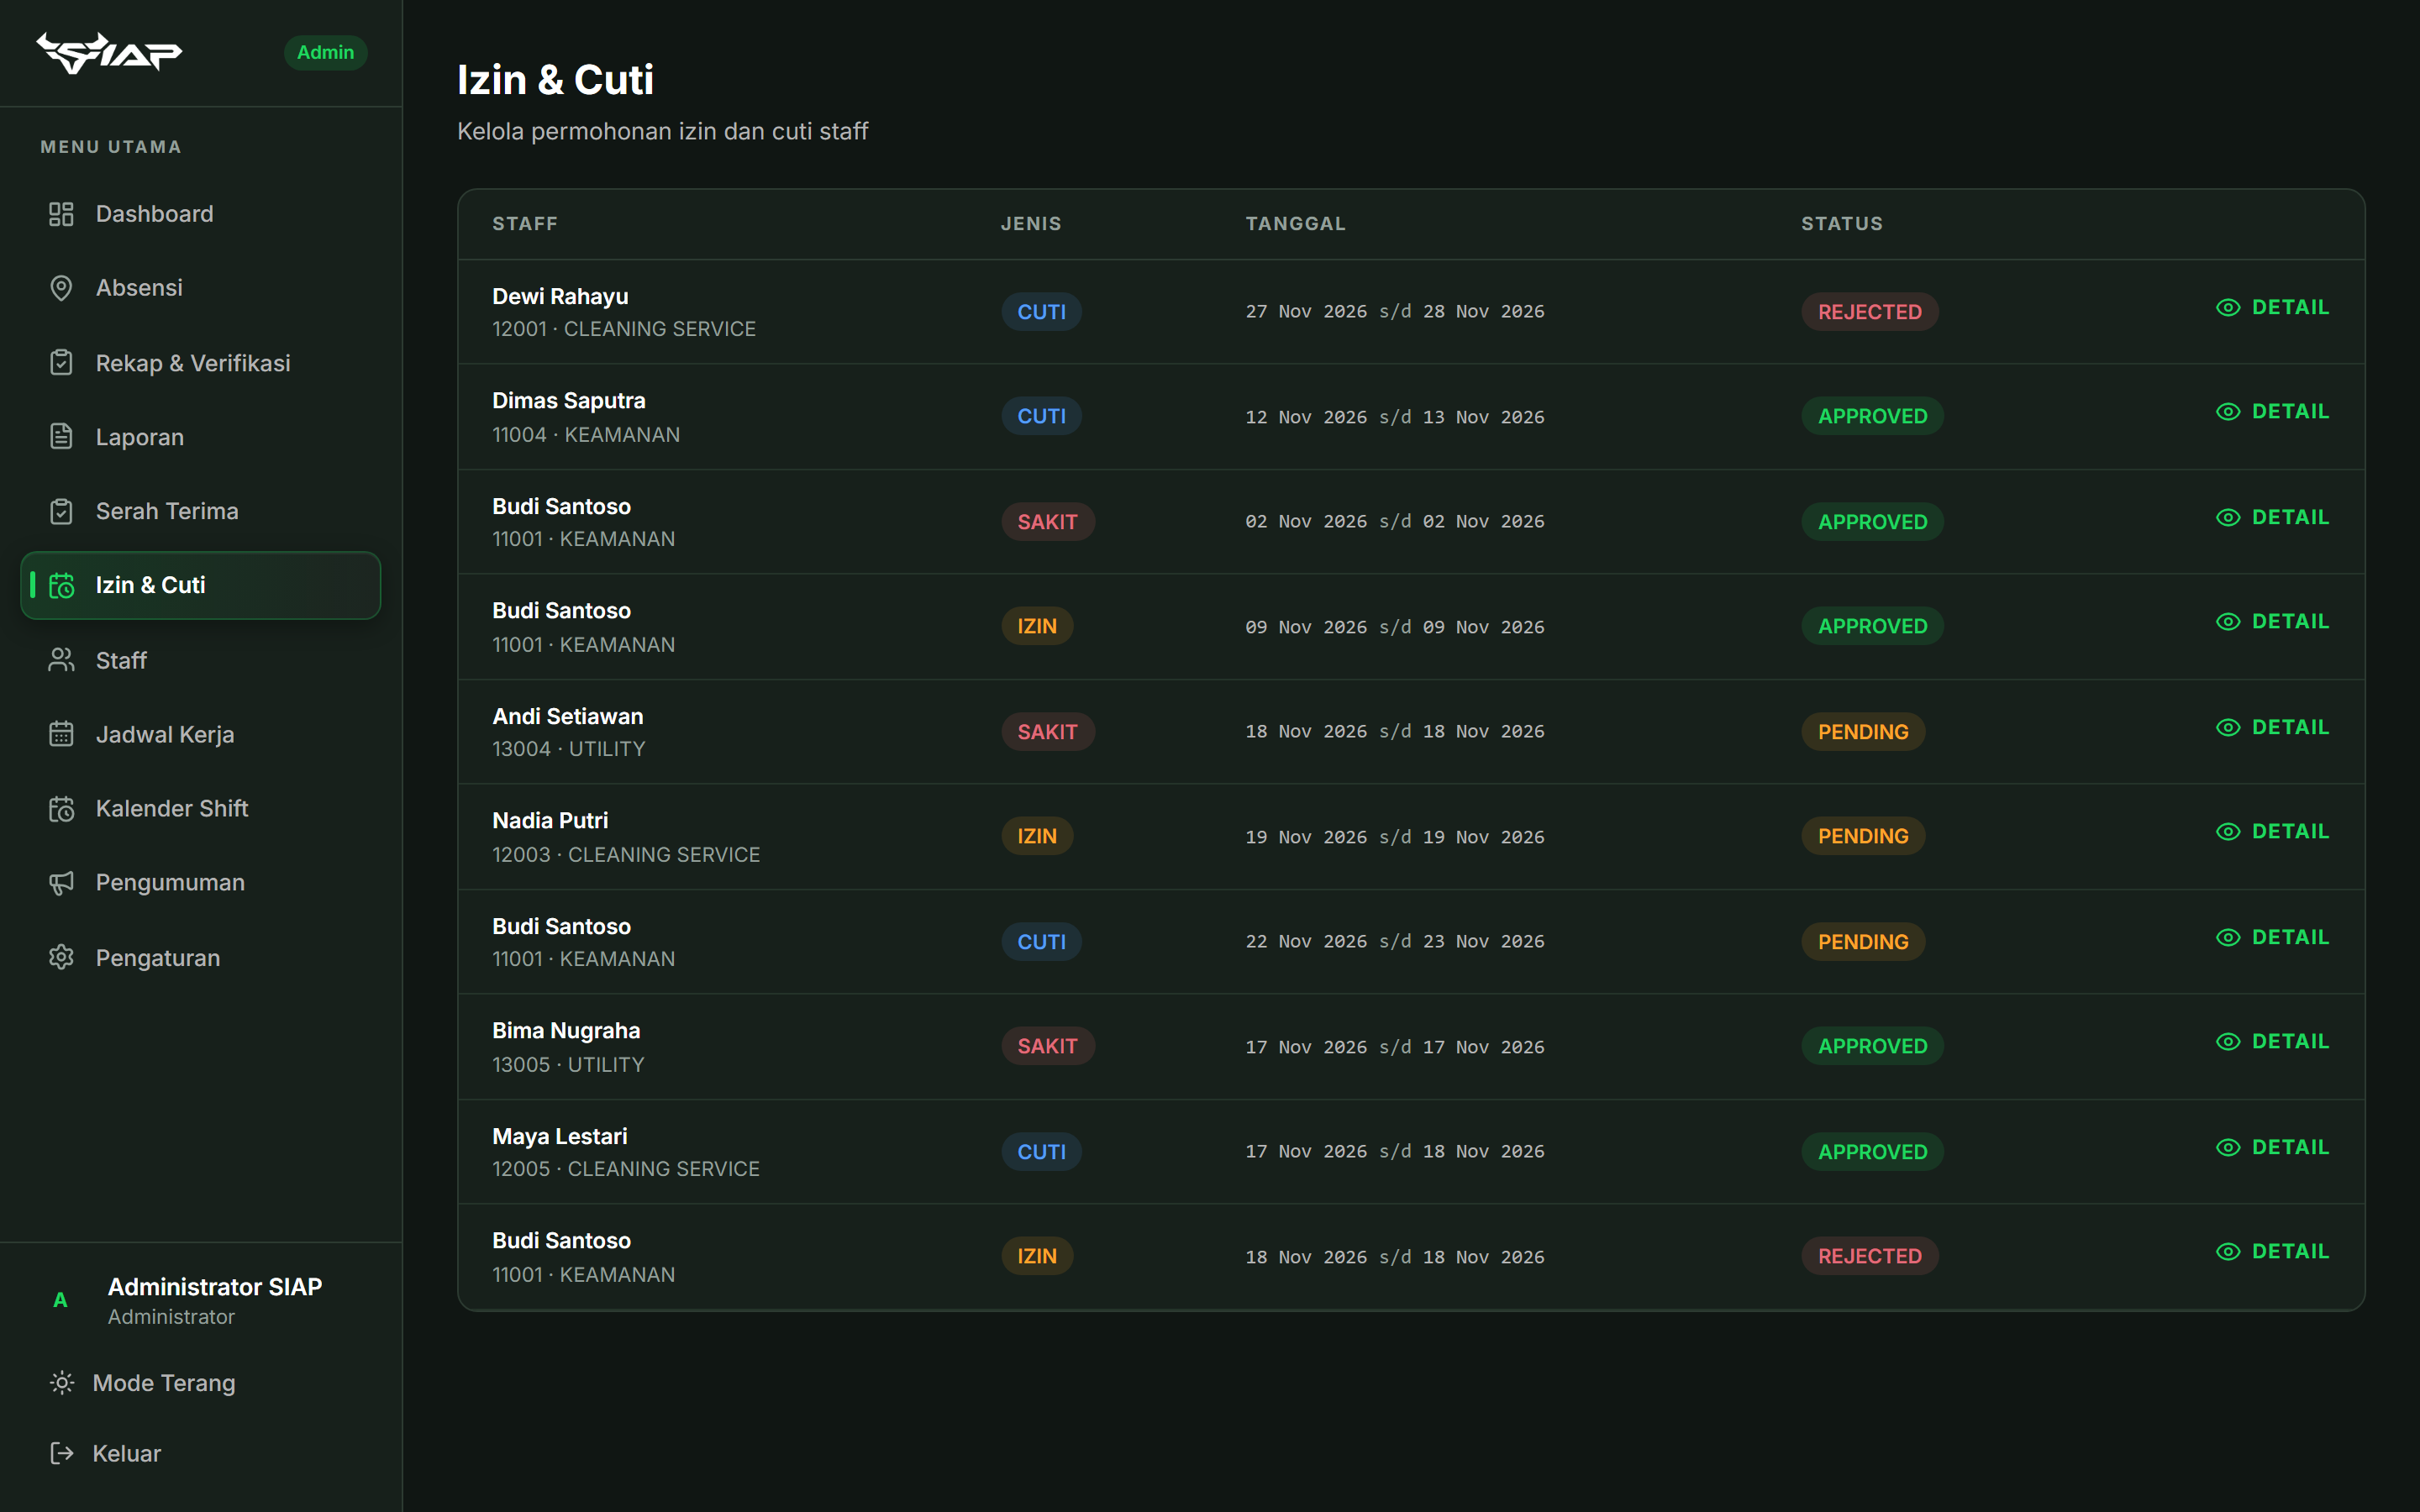 SIAP
Admin
MENU UTAMA
Dashboard
Absensi
Rekap & Verifikasi
Laporan
Serah Terima
Izin & Cuti
Staff
Jadwal Kerja
Kalender Shift
Pengumuman
Pengaturan
A
Administrator SIAP
Administrator
Mode Terang
Keluar
Izin & Cuti
Kelola permohonan izin dan cuti staff
STAFF JENIS TANGGAL STATUS
Dewi Rahayu
12001 · CLEANING SERVICE
CUTI
27 Nov 2026 s/d 28 Nov 2026
REJECTED
DETAIL
Dimas Saputra
11004 · KEAMANAN
CUTI
12 Nov 2026 s/d 13 Nov 2026
APPROVED
DETAIL
Budi Santoso
11001 · KEAMANAN
SAKIT
02 Nov 2026 s/d 02 Nov 2026
APPROVED
DETAIL
Budi Santoso
11001 · KEAMANAN
IZIN
09 Nov 2026 s/d 09 Nov 2026
APPROVED
DETAIL
Andi Setiawan
13004 · UTILITY
SAKIT
18 Nov 2026 s/d 18 Nov 2026
PENDING
DETAIL
Nadia Putri
12003 · CLEANING SERVICE
IZIN
19 Nov 2026 s/d 19 Nov 2026
PENDING
DETAIL
Budi Santoso
11001 · KEAMANAN
CUTI
22 Nov 2026 s/d 23 Nov 2026
PENDING
DETAIL
Bima Nugraha
13005 · UTILITY
SAKIT
17 Nov 2026 s/d 17 Nov 2026
APPROVED
DETAIL
Maya Lestari
12005 · CLEANING SERVICE
CUTI
17 Nov 2026 s/d 18 Nov 2026
APPROVED
DETAIL
Budi Santoso
11001 · KEAMANAN
IZIN
18 Nov 2026 s/d 18 Nov 2026
REJECTED
DETAIL